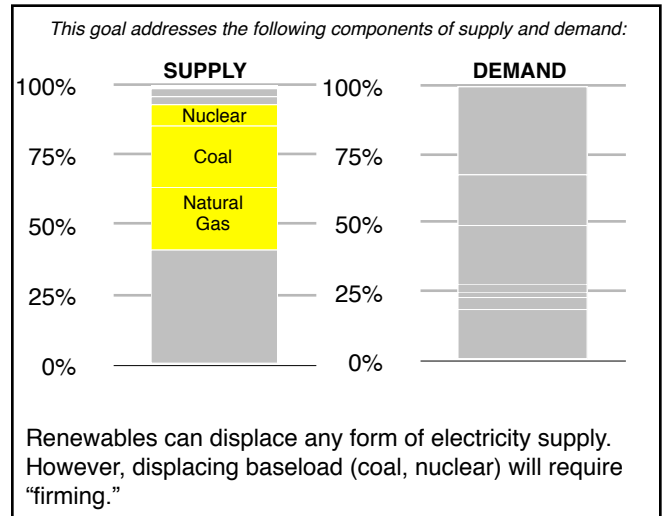 This goal addresses the following components of supply and demand:
SUPPLY
DEMAND
100%
75%
50%
25%
0%
Nuclear
Coal
Natural
Gas
100%
75%
50%
25%
0%
Renewables can displace any form of electricity supply.
However, displacing baseload (coal, nuclear) will require
“firming.”